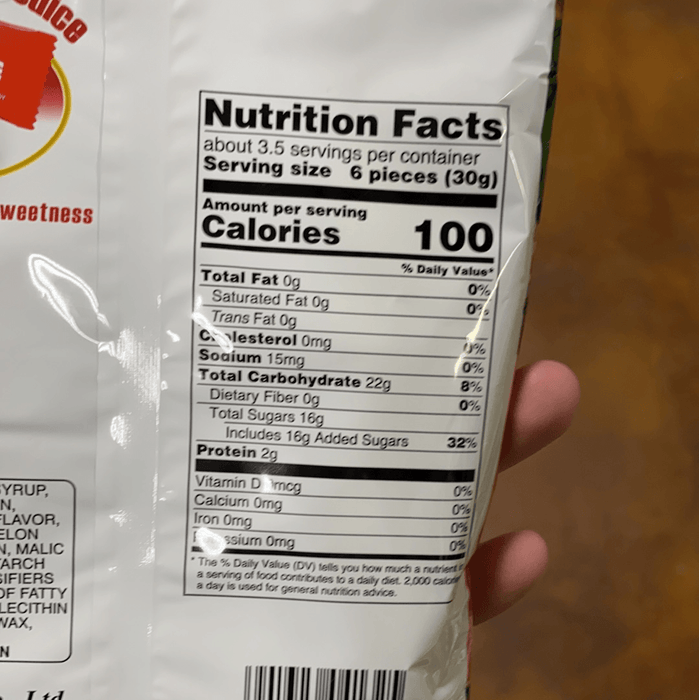 weetness
Nutrition Facts
about 3.5 servings per container
Serving size 6 pieces (30g)
Amount per serving
Calories 100
% Daily Value*
Total Fat 0g 0%
Saturated Fat 0g 0%
Trans Fat 0g
Cholesterol 0mg 0%
Sodium 15mg 0%
Total Carbohydrate 22g 8%
Dietary Fiber 0g 0%
Total Sugars 16g
Includes 16g Added Sugars 32%
Protein 2g
Vitamin D mcg 0%
Calcium 0mg 0%
Iron 0mg 0%
ssium 0mg 0%
* The % Daily Value (DV) tells you how much a nutrient
a serving of food contributes to a daily diet. 2,000 calorie
a day is used for general nutrition advice.
YRUP,
N,
FLAVOR,
ELON
N, MALIC
ARCH
SIFIERS
OF FATTY
LECITHIN
WAX,
N
Ltd